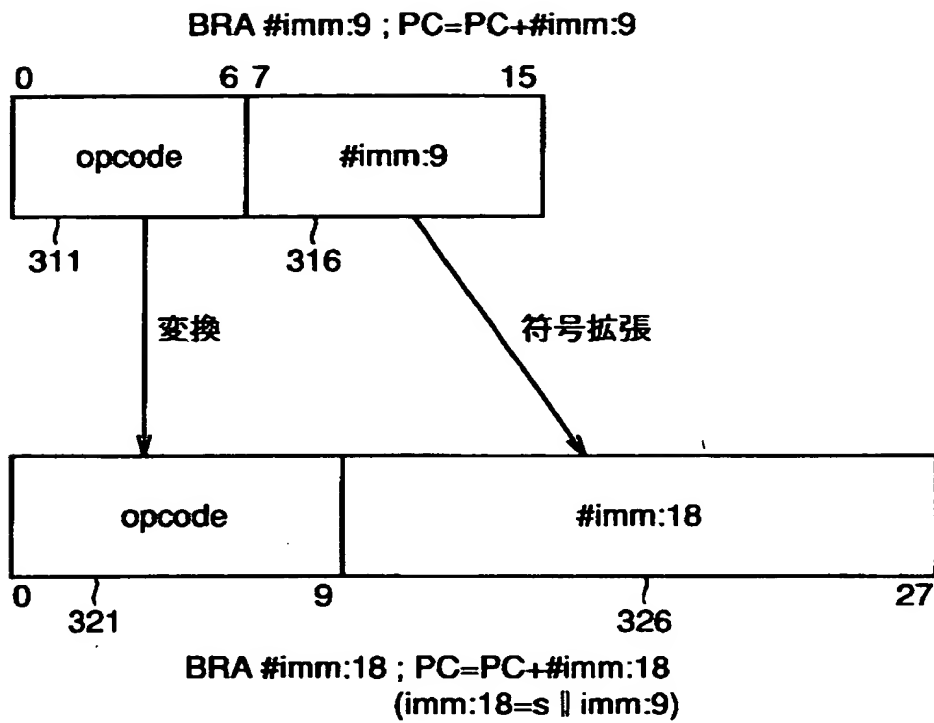 BRA #imm:9 ; PC=PC+#imm:9
0 6 7 15
opcode #imm:9
311 316
変換 符号拡張
opcode #imm:18
0 9 27
321 326
BRA #imm:18 ; PC=PC+#imm:18
(imm:18=s || imm:9)